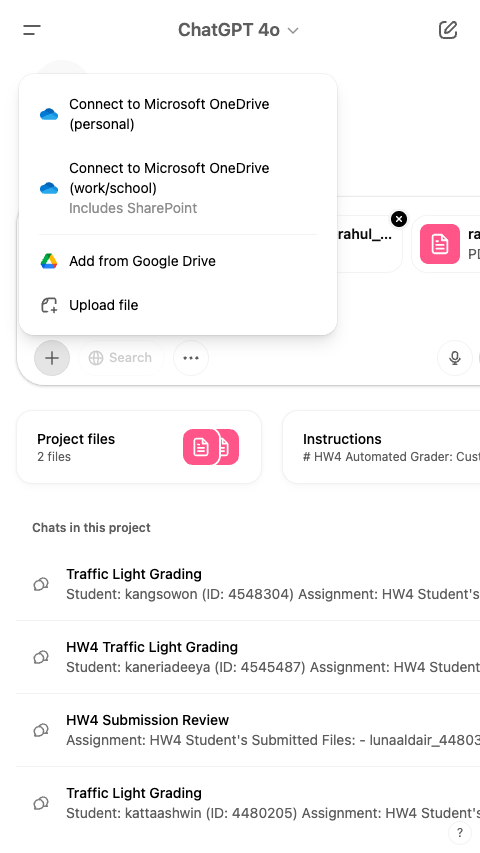 ChatGPT 4o
Connect to Microsoft OneDrive
(personal)
Connect to Microsoft OneDrive
(work/school)
Includes SharePoint
Add from Google Drive
Upload file
rahul_...
ra
PD
Search
Project files
2 files
Instructions
# HW4 Automated Grader: Cust
Chats in this project
Traffic Light Grading
Student: kangsowon (ID: 4548304) Assignment: HW4 Student's
HW4 Traffic Light Grading
Student: kaneriadeeya (ID: 4545487) Assignment: HW4 Student
HW4 Submission Review
Assignment: HW4 Student's Submitted Files: - lunaaldair_44803
Traffic Light Grading
Student: kattaashwin (ID: 4480205) Assignment: HW4 Student's
?